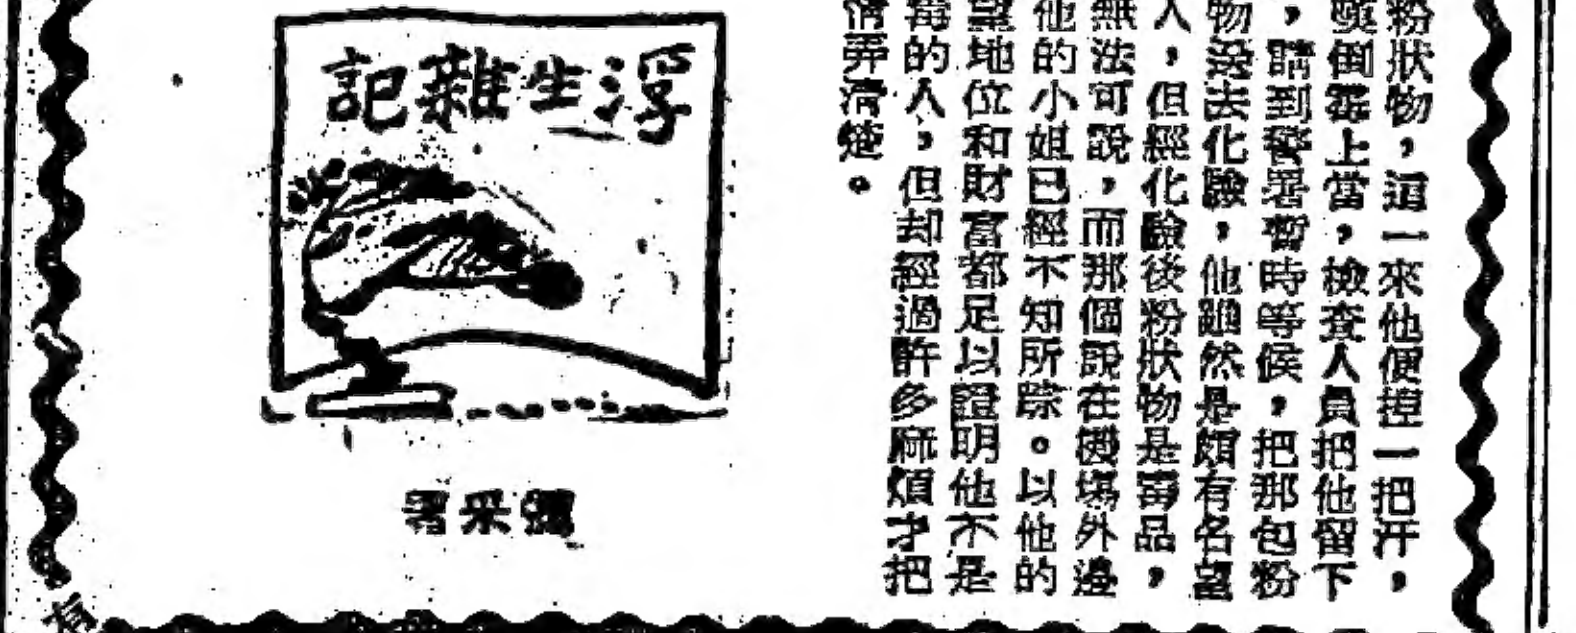 粉狀物，這一來他便揑一把汗，
嘆倒霉上當，檢查人員把他留下
，請到警署暫時等候，把那包粉
物送去化驗，他雖然是頗有名望
人，但經化驗後粉狀物是毒品，
無法可說，而那個說在機場外邊
他的小姐已經不知所踪。以他的
望地位和財富都足以證明他不是
毒的人，但却經過許多麻煩才把
情弄清楚。
浮生雜記
彌采署
有